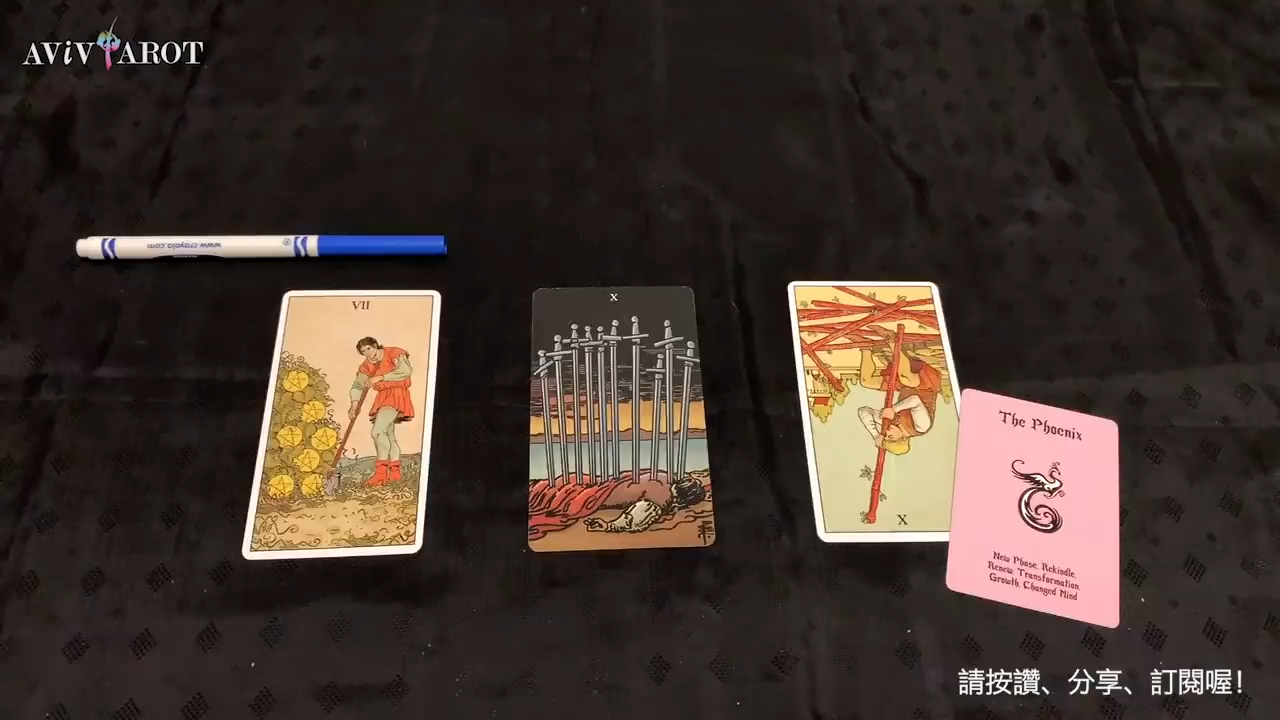 AViV TAROT
www.crayola.com
VII
X
X
The Phoenix
New Phase, Rekindle,
Renew, Transformation,
Growth, Changed Mind
請按讚、分享、訂閱喔！